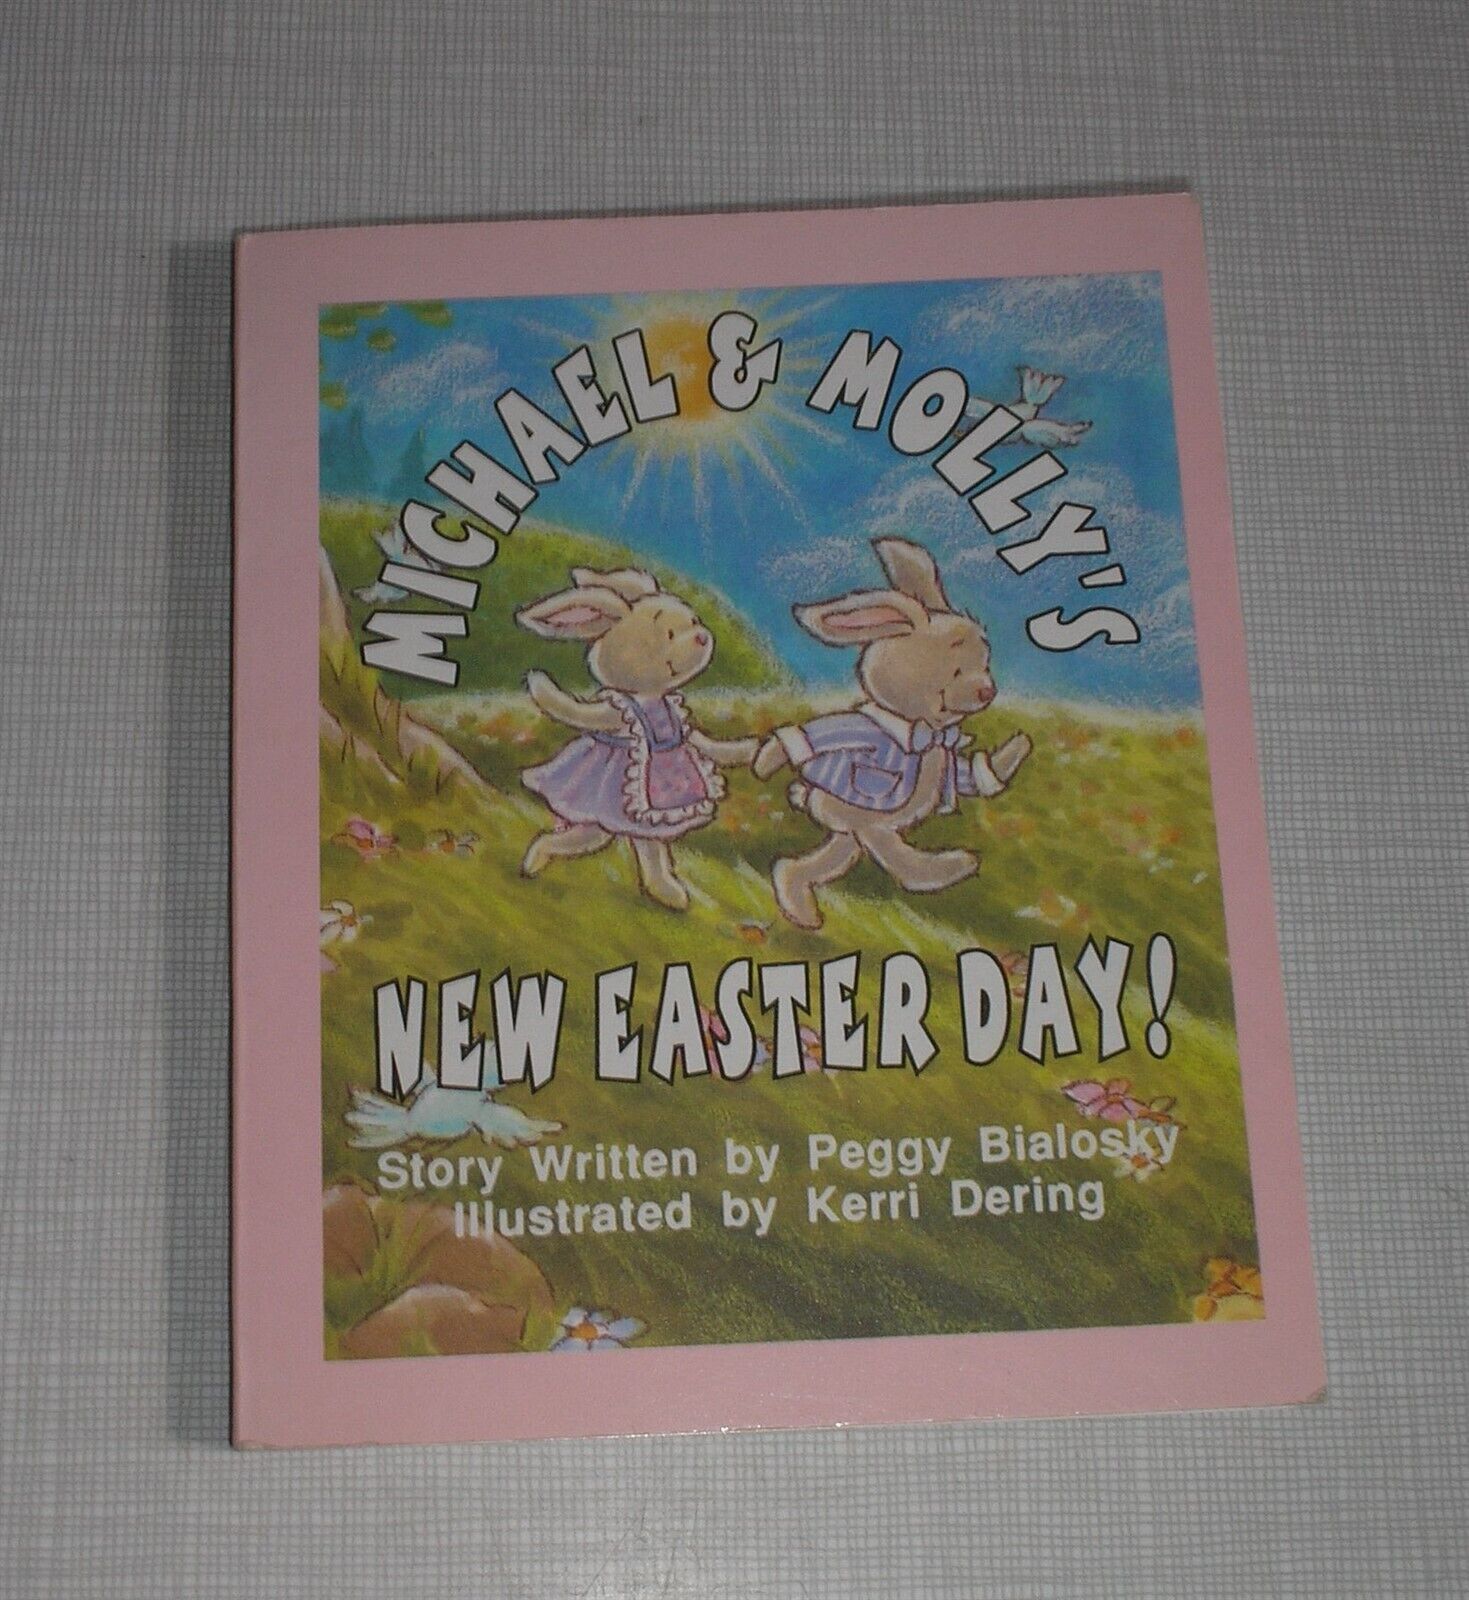 MICHAEL & MOLLY'S
NEW EASTER DAY!
Story Written by Peggy Bialosky
Illustrated by Kerri Dering